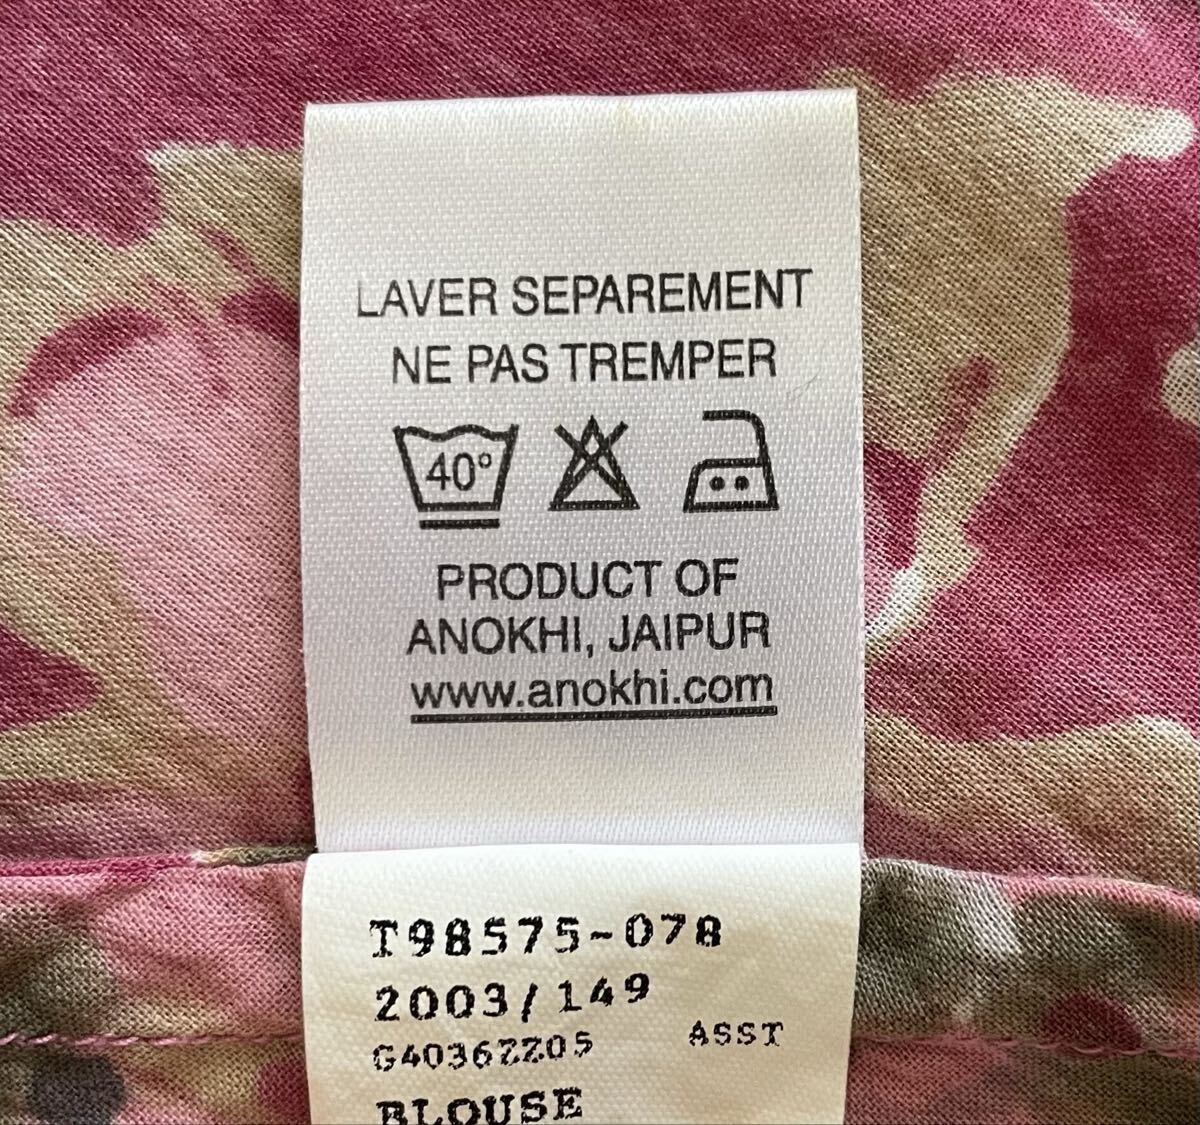 LAVER SEPAREMENT
NE PAS TREMPER
40°
PRODUCT OF
ANOKHI, JAIPUR
www.anokhi.com
T98575-078
2003/149
G4036ZZ05 ASST
BLOUSE